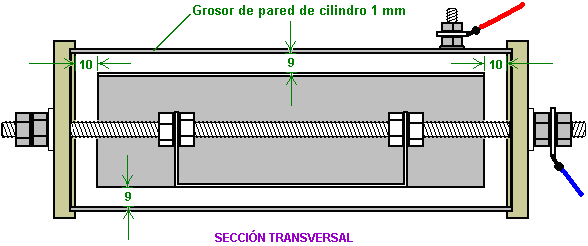 Grosor de pared de cilindro 1 mm
10
9
10
9
SECCIÓN TRANSVERSAL